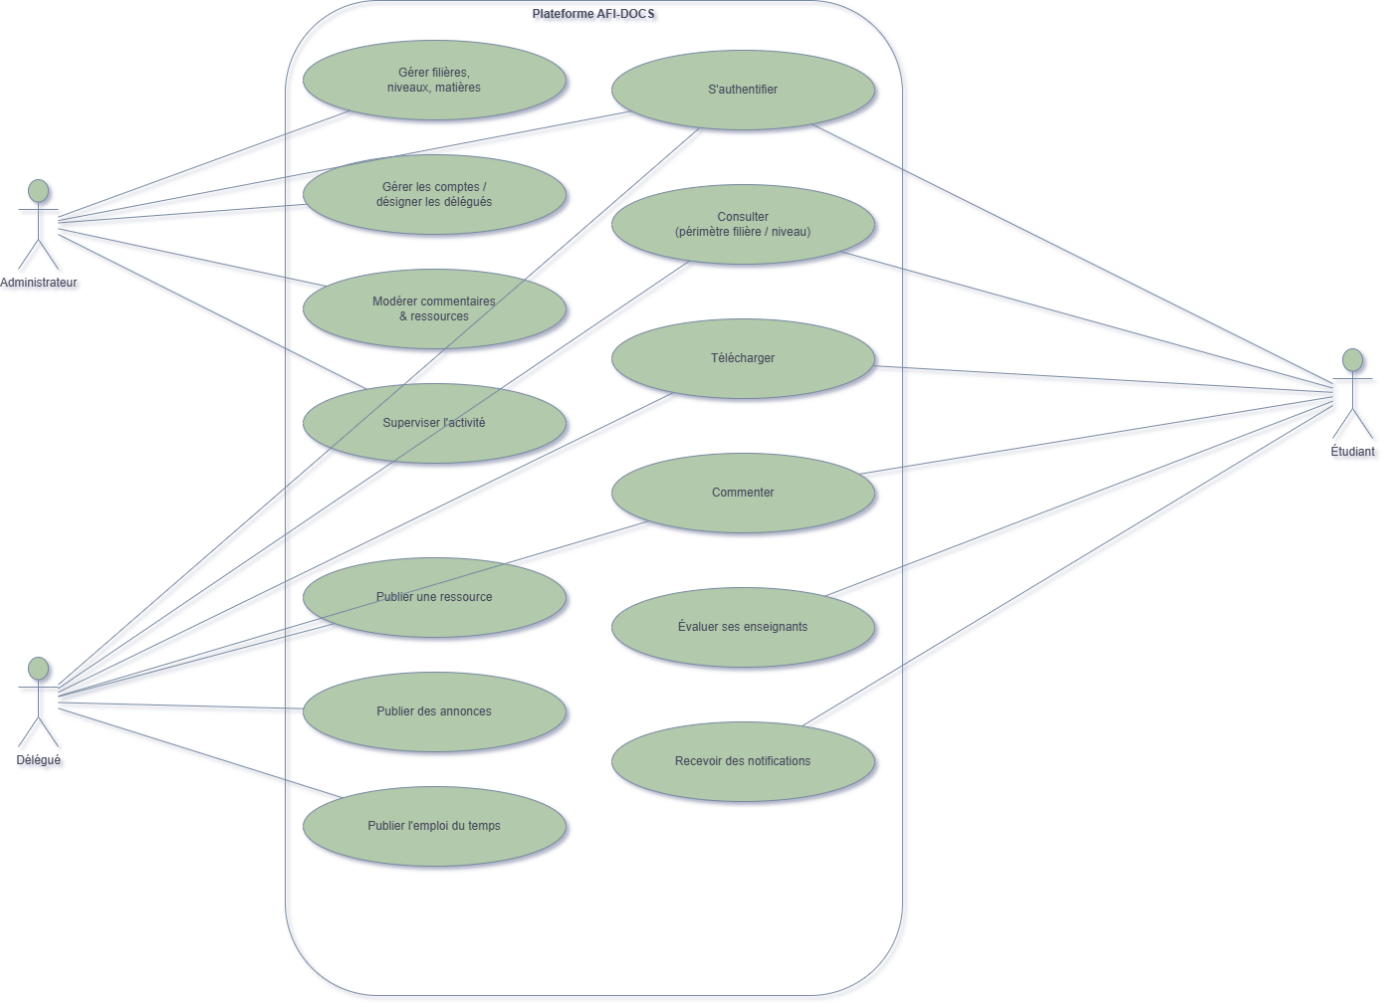 Plateforme AFI-DOCS
Gérer filières,
niveaux, matières
S'authentifier
Gérer les comptes /
désigner les délégués
Consulter
(périmètre filière / niveau)
Administrateur
Modérer commentaires
& ressources
Télécharger
Superviser l'activité
Étudiant
Commenter
Publier une ressource
Évaluer ses enseignants
Publier des annonces
Délégué
Recevoir des notifications
Publier l'emploi du temps